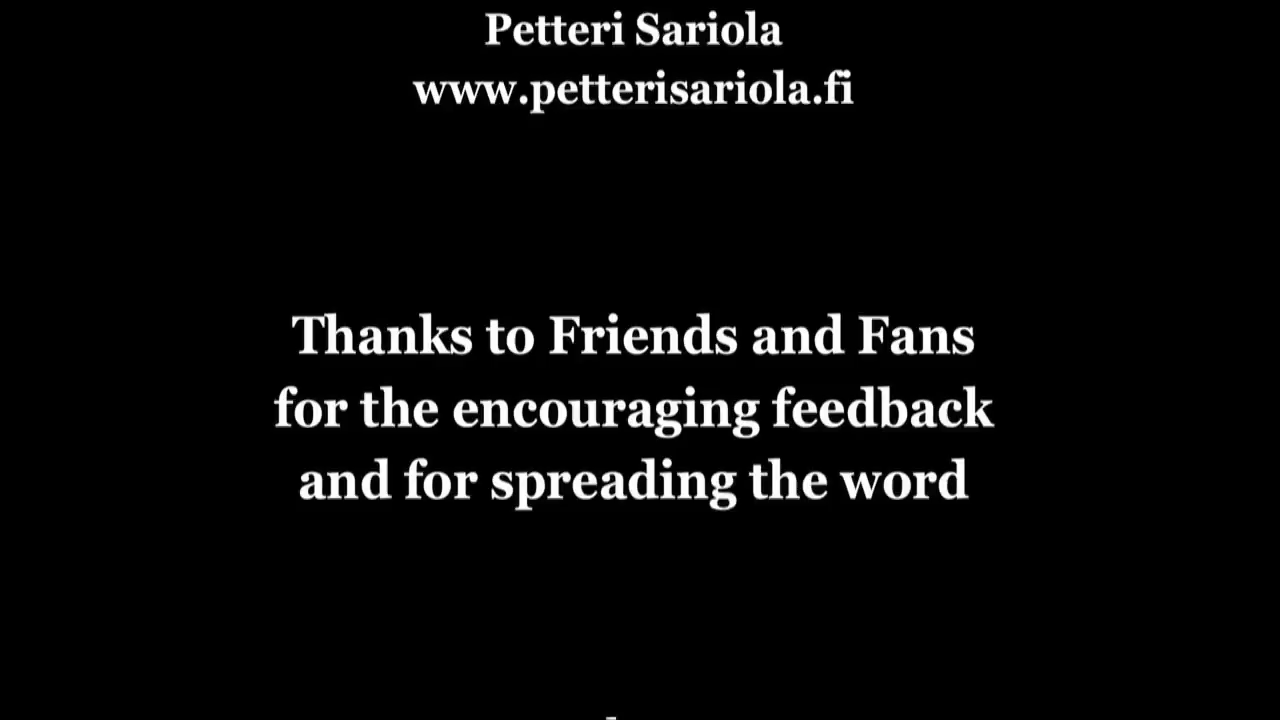 Petteri Sariola
www.petterisariola.fi
Thanks to Friends and Fans
for the encouraging feedback
and for spreading the word